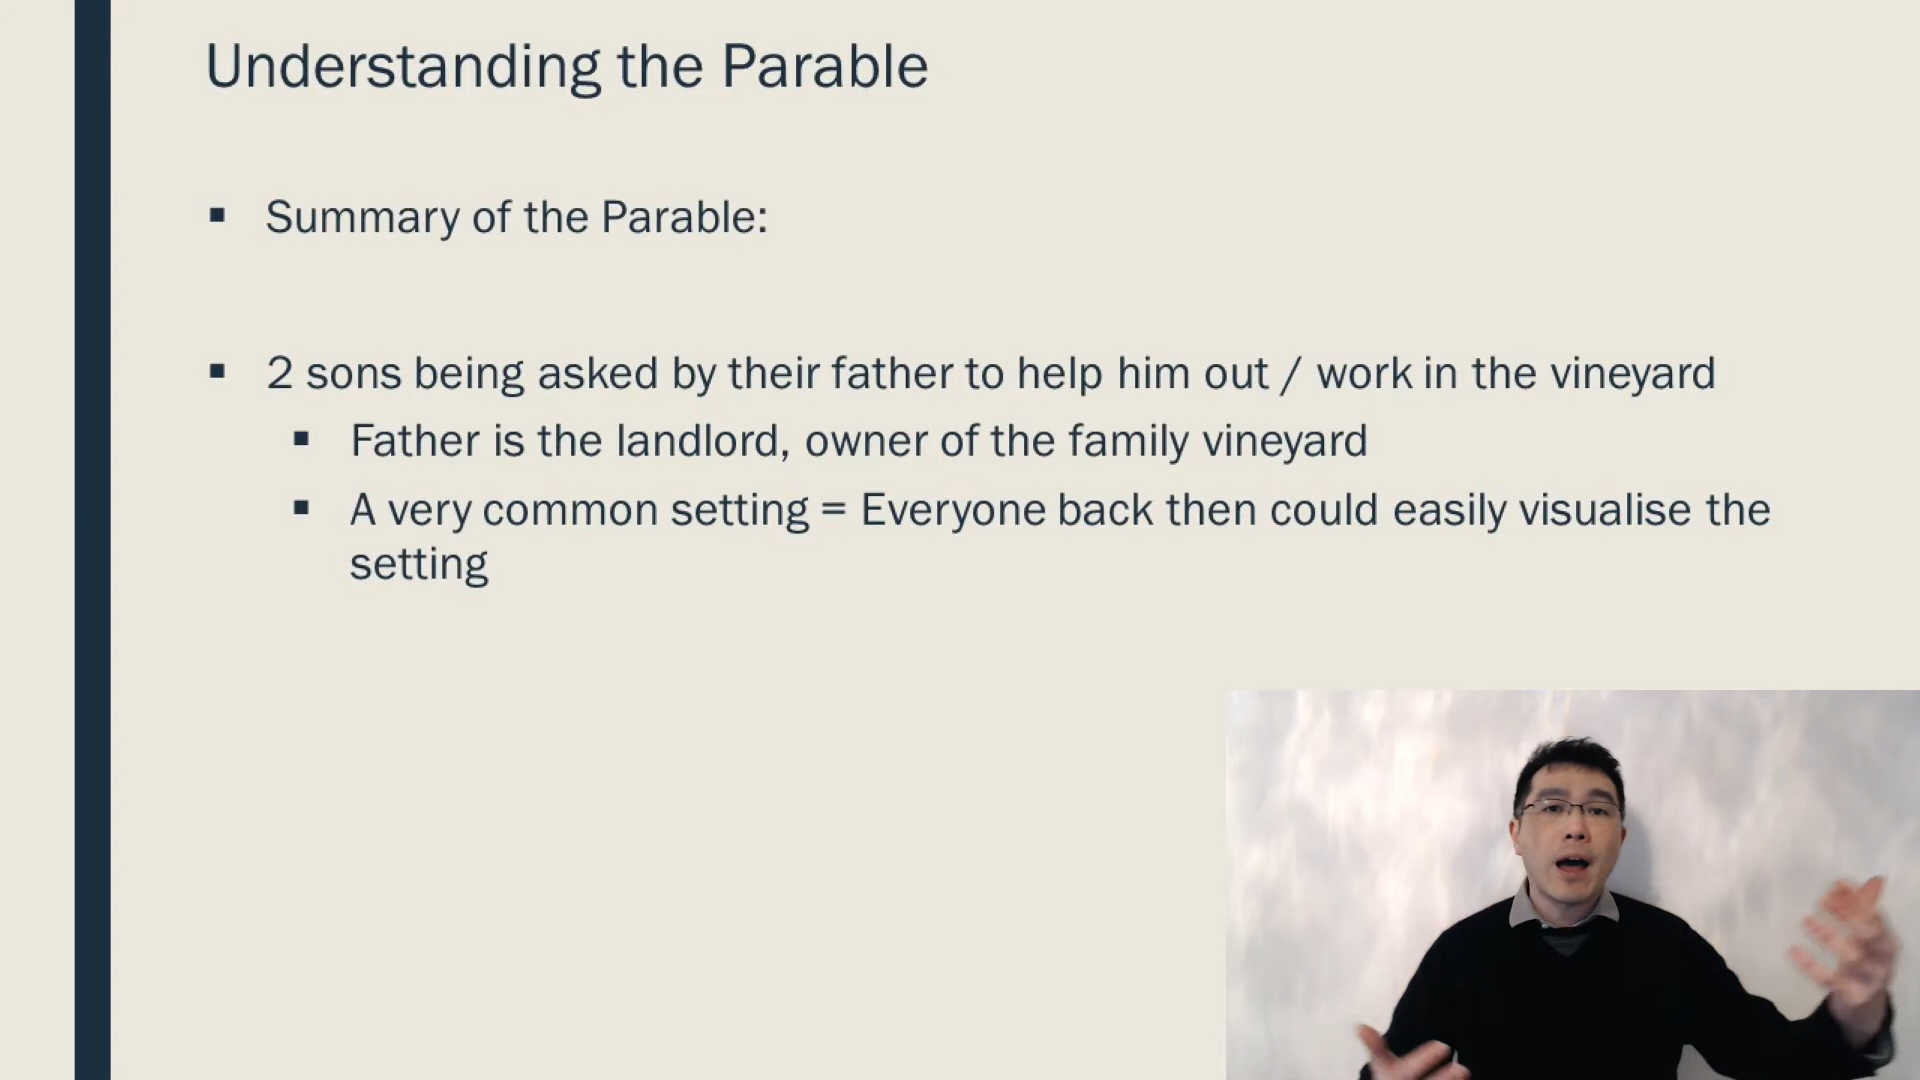 Understanding the Parable
▪ Summary of the Parable:
▪ 2 sons being asked by their father to help him out / work in the vineyard
▪ Father is the landlord, owner of the family vineyard
▪ A very common setting = Everyone back then could easily visualise the
setting